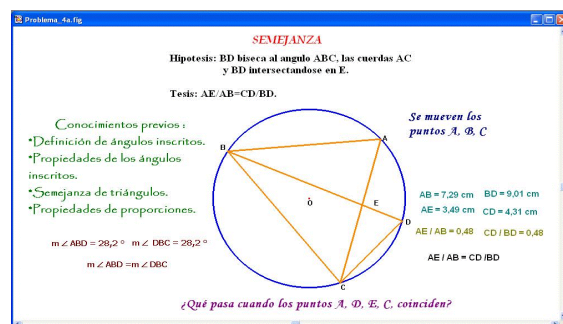 Problema_4a.fig
SEMEJANZA
Hipotesis: BD biseca al angulo ABC, las cuerdas AC
y BD intersectandose en E.
Tesis: AE/AB=CD/BD.
Conocimientos previos :
•Definición de ángulos inscritos.
•Propiedades de los ángulos
inscritos.
•Semejanza de triángulos.
•Propiedades de proporciones.
m∠ABD = 28,2 º m∠DBC = 28,2 º
m∠ABD =m∠DBC
A
B
O
E
D
C
Se mueven los
puntos A, B, C
AB = 7,29 cm BD = 9,01 cm
AE = 3,49 cm CD = 4,31 cm
AE / AB = 0,48 CD / BD = 0,48
AE / AB = CD /BD
¿Qué pasa cuando los puntos A, D, E, C, coinciden?